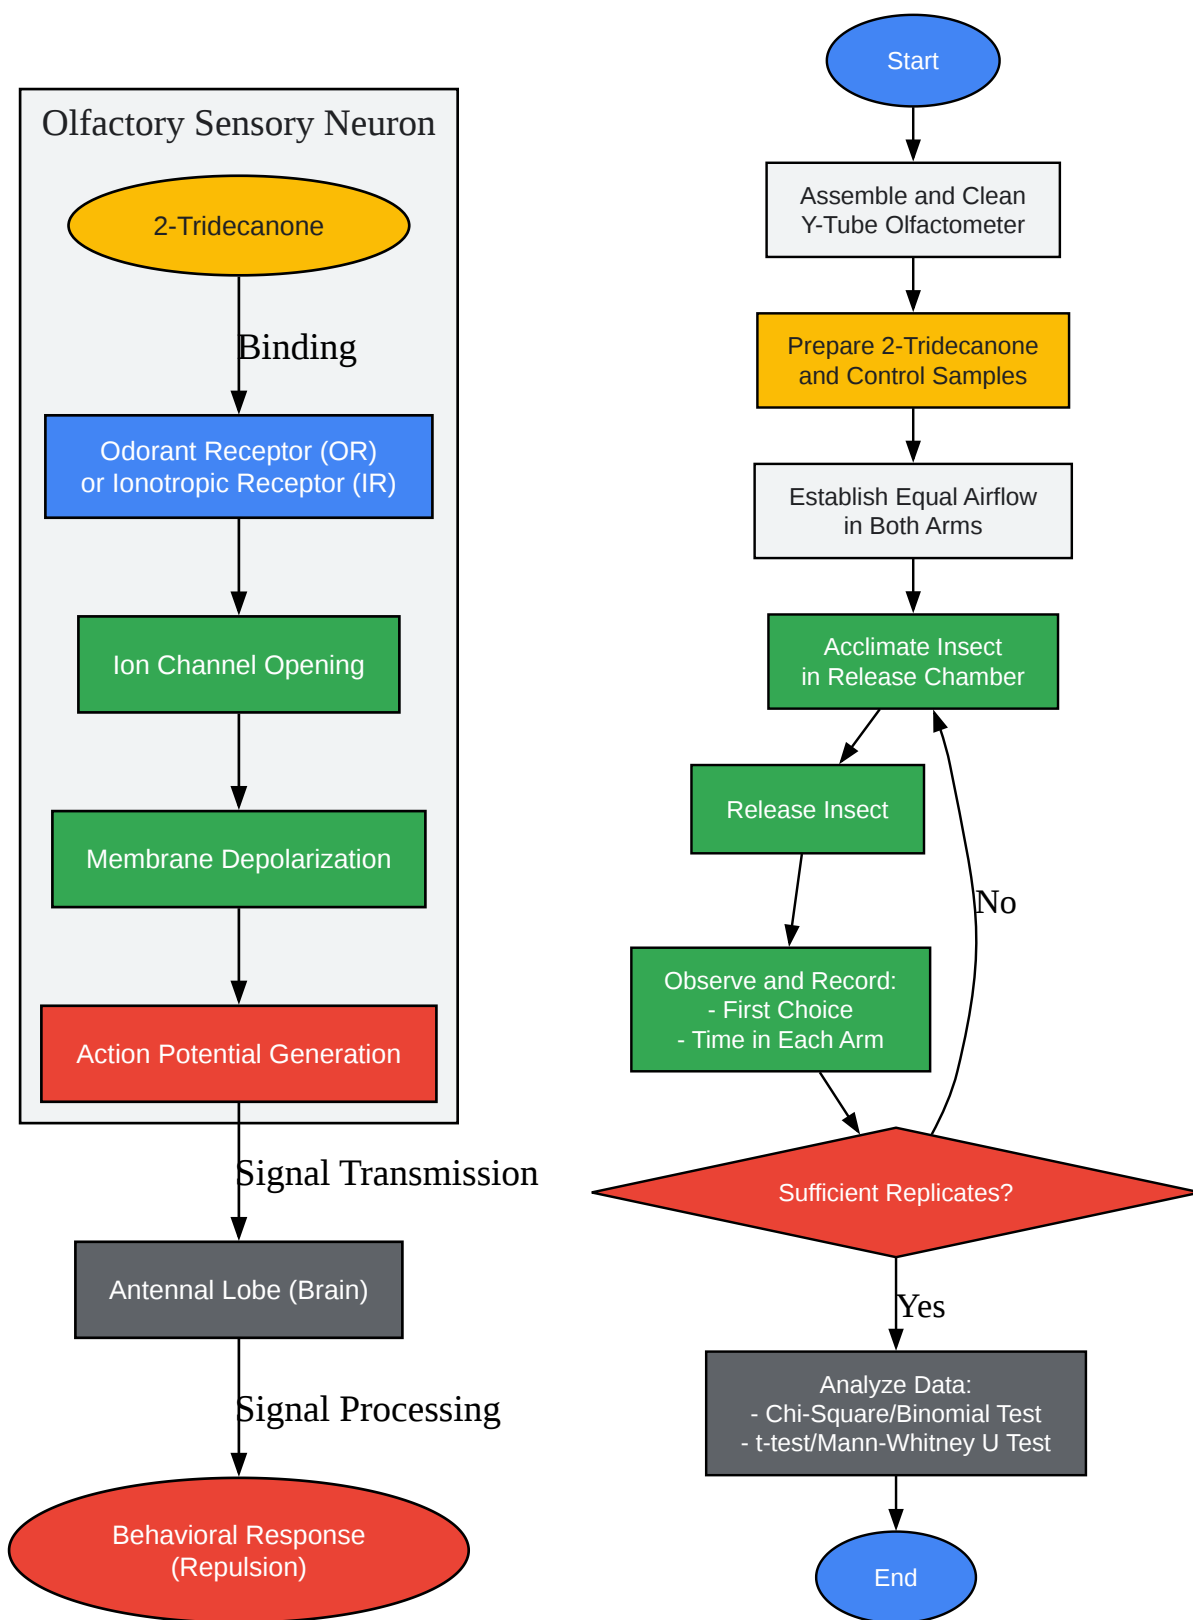 Olfactory Sensory Neuron
2-Tridecanone
Binding
Odorant Receptor (OR)
or Ionotropic Receptor (IR)
Ion Channel Opening
Membrane Depolarization
Action Potential Generation
Signal Transmission
Antennal Lobe (Brain)
Signal Processing
Behavioral Response
(Repulsion)
Start
Assemble and Clean
Y-Tube Olfactometer
Prepare 2-Tridecanone
and Control Samples
Establish Equal Airflow
in Both Arms
Acclimate Insect
in Release Chamber
Release Insect
No
Observe and Record:
- First Choice
- Time in Each Arm
Sufficient Replicates?
Yes
Analyze Data:
- Chi-Square/Binomial Test
- t-test/Mann-Whitney U Test
End